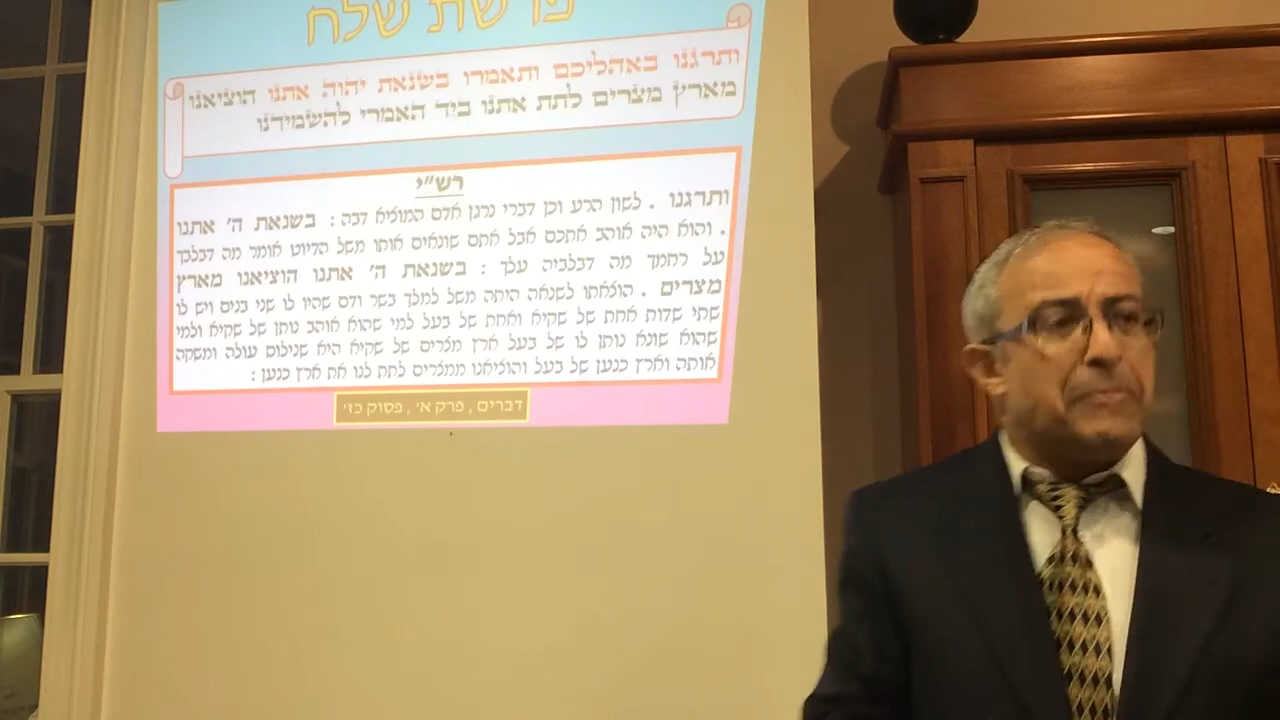 פרשת שלח
ותרגנו באהליכם ותאמרו בשנאת יהוה אתנו הוציאנו
מארץ מצרים לתת אתנו ביד האמרי להשמידנו
רש״י
ותרגנו . לשון הרע וכן דברי נרגן אדם המוציא דבה : בשנאת ה׳ אתנו
. והוא היה אוהב אתכם אבל אתם שונאים אותו משל הדיוט אומר מה דבלבך
על רחמך מה דבלביה עלך : בשנאת ה׳ אתנו הוציאנו מארץ
מצרים . הוצאתו לשנאה היתה משל למלך בשר ודם שהיו לו שני בנים ויש לו
שתי שדות אחת של שקיא ואחת של בעל למי שהוא אוהב נותן של שקיא ולמי
שהוא שונא נותן לו של בעל ארץ מצרים של שקיא היא שנילוס עולה ומשקה
אותה וארץ כנען של בעל והוציאנו ממצרים לתת לנו את ארץ כנען :
דברים , פרק א׳ , פסוק כז׳